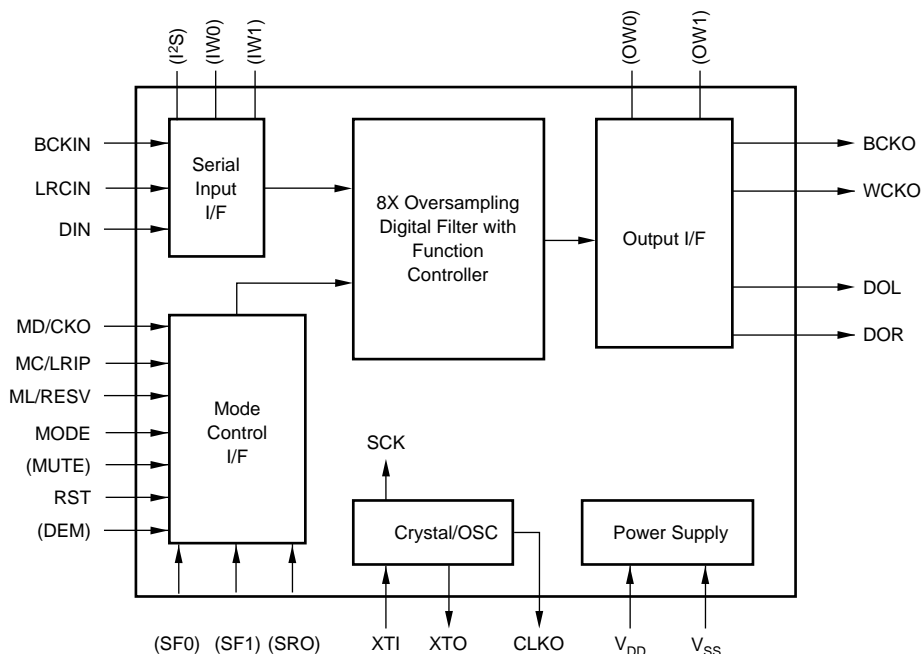 (I²S)
(IW0)
(IW1)
(OW0)
(OW1)
BCKIN
LRCIN
DIN
Serial
Input
I/F
8X Oversampling
Digital Filter with
Function
Controller
Output I/F
BCKO
WCKO
DOL
DOR
MD/CKO
MC/LRIP
ML/RESV
MODE
(MUTE)
RST
(DEM)
Mode
Control
I/F
SCK
Crystal/OSC
Power Supply
(SF0)
(SF1)
(SRO)
XTI
XTO
CLKO
V_DD
V_SS